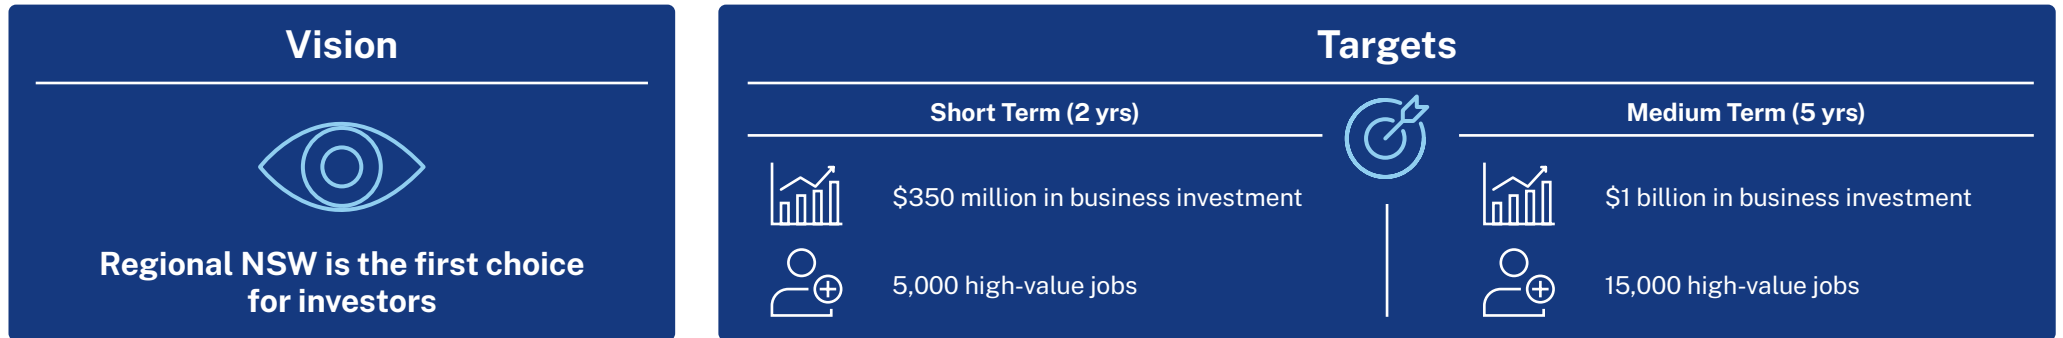 Vision
Regional NSW is the first choice
for investors
Targets
Short Term (2 yrs)
$350 million in business investment
5,000 high-value jobs
Medium Term (5 yrs)
$1 billion in business investment
15,000 high-value jobs